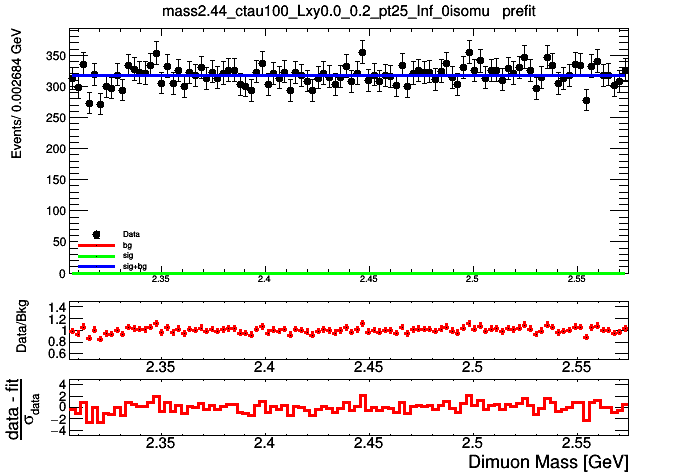 mass2.44_ctau100_Lxy0.0_0.2_pt25_Inf_0isomu prefit
Events/ 0.002684 GeV
350
300
250
200
150
100
50
0
Data
bg
sig
sig+bg
2.35 2.4 2.45 2.5 2.55
Data/Bkg
1.4
1.2
1
0.8
0.6
2.35 2.4 2.45 2.5 2.55
data - fit
σdata
4
2
0
−2
−4
2.35 2.4 2.45 2.5 2.55
Dimuon Mass [GeV]